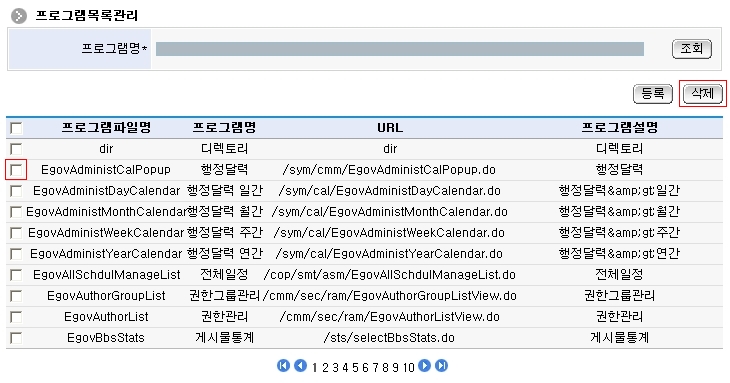 프로그램목록관리
프로그램명* 조회
등록 삭제
프로그램파일명 프로그램명 URL 프로그램설명
dir 디렉토리 dir 디렉토리
EgovAdministCalPopup 행정달력 /sym/cmm/EgovAdministCalPopup.do 행정달력
EgovAdministDayCalendar 행정달력 일간 /sym/cal/EgovAdministDayCalendar.do 행정달력&amp;gt;일간
EgovAdministMonthCalendar 행정달력 월간 /sym/cal/EgovAdministMonthCalendar.do 행정달력&amp;gt;월간
EgovAdministWeekCalendar 행정달력 주간 /sym/cal/EgovAdministWeekCalendar.do 행정달력&amp;gt;주간
EgovAdministYearCalendar 행정달력 연간 /sym/cal/EgovAdministYearCalendar.do 행정달력&amp;gt;연간
EgovAllSchdulManageList 전체일정 /cop/smt/asm/EgovAllSchdulManageList.do 전체일정
EgovAuthorGroupList 권한그룹관리 /cmm/sec/ram/EgovAuthorGroupListView.do 권한그룹관리
EgovAuthorList 권한관리 /cmm/sec/ram/EgovAuthorListView.do 권한관리
EgovBbsStats 게시물통계 /sts/selectBbsStats.do 게시물통계
1 2 3 4 5 6 7 8 9 10